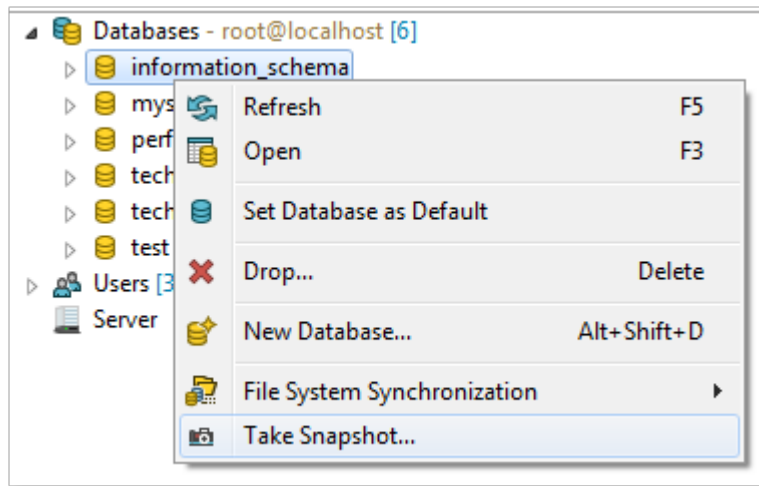 Databases - root@localhost [6]
information_schema
mys
Refresh F5
perf
Open F3
tech
tech
Set Database as Default
test
Drop... Delete
Users [3
Server
New Database... Alt+Shift+D
File System Synchronization
Take Snapshot...